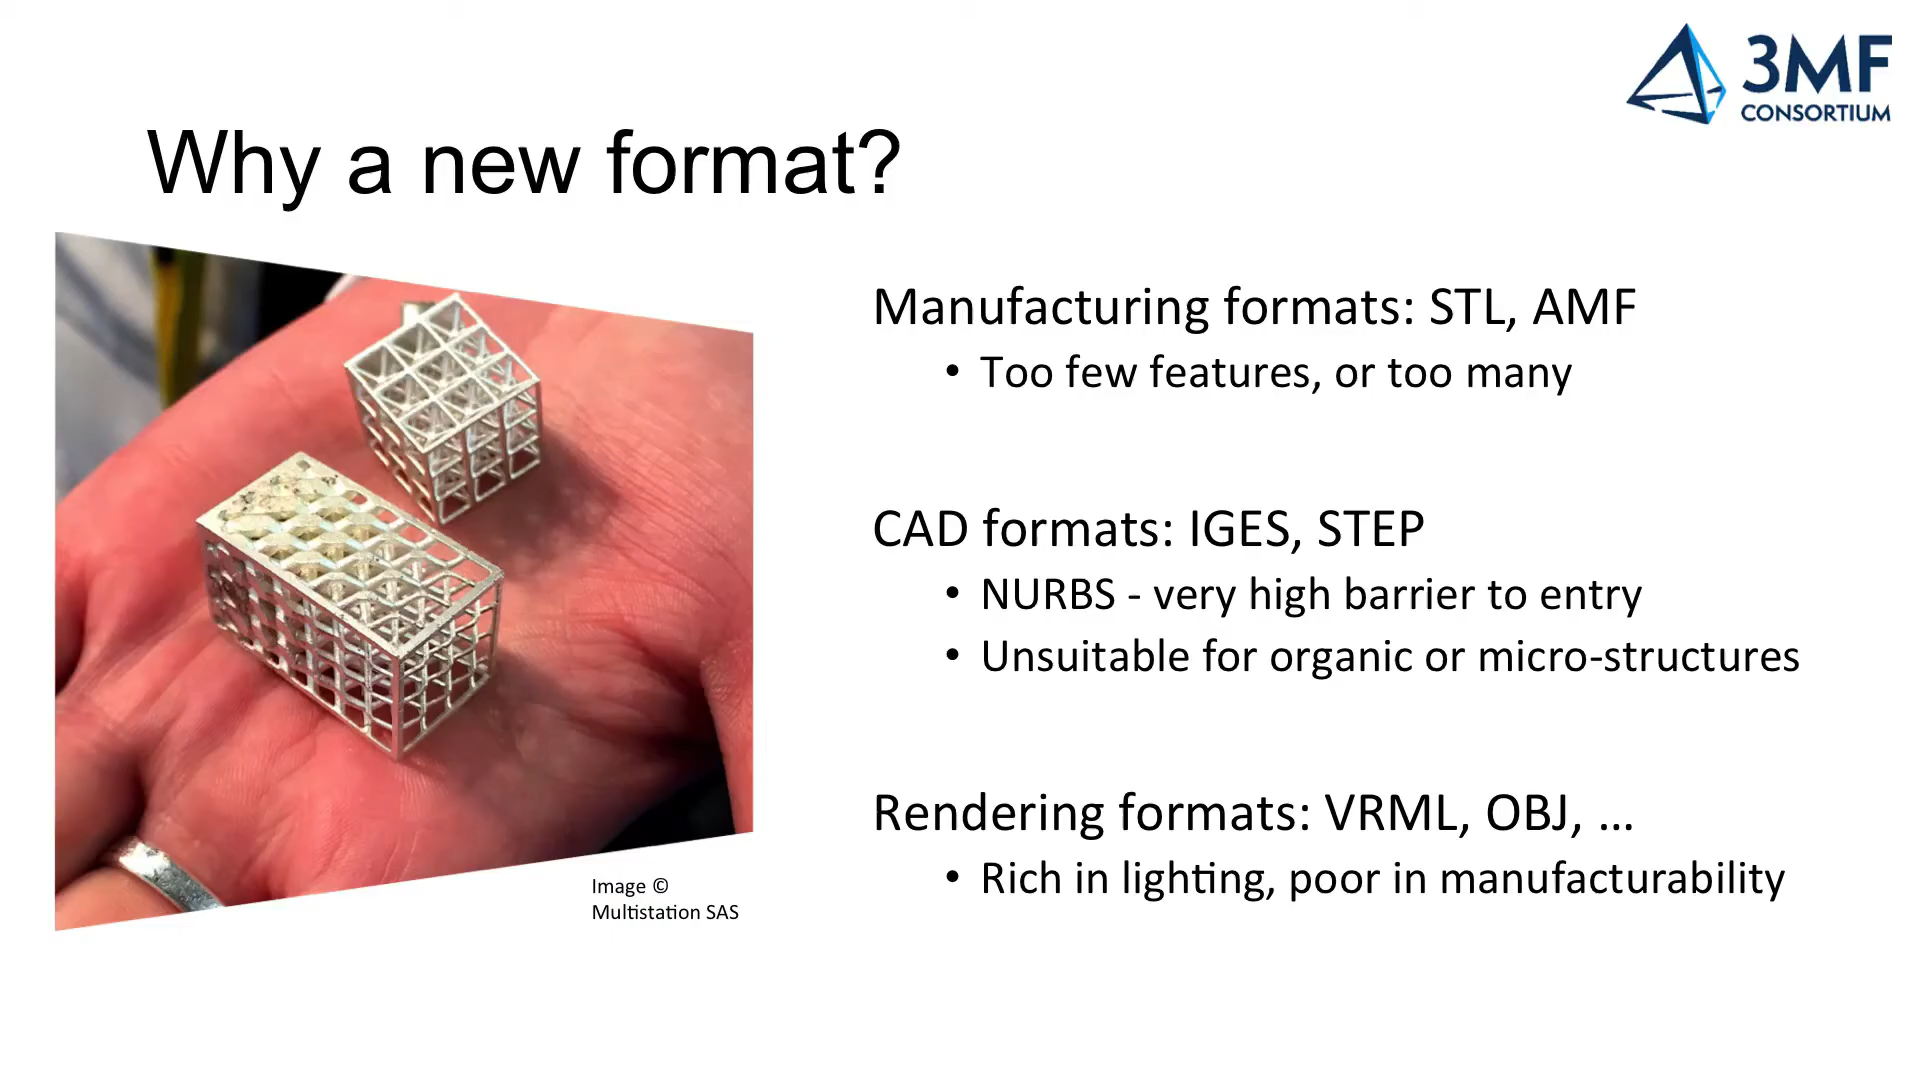 3MF
CONSORTIUM
Why a new format?
Manufacturing formats: STL, AMF
• Too few features, or too many
CAD formats: IGES, STEP
• NURBS - very high barrier to entry
• Unsuitable for organic or micro-structures
Rendering formats: VRML, OBJ, ...
• Rich in lighting, poor in manufacturability
Image ©
Multistation SAS